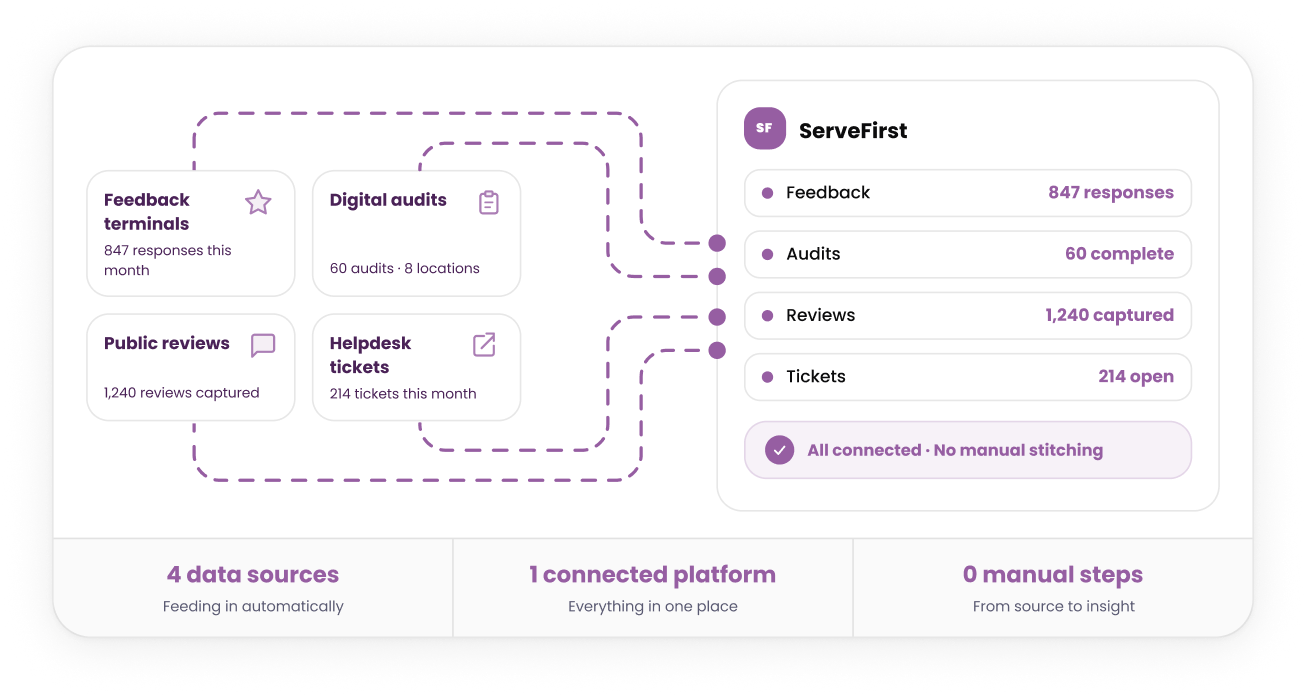 Feedback
terminals
847 responses this
month
Digital audits
60 audits · 8 locations
Public reviews
1,240 reviews captured
Helpdesk
tickets
214 tickets this month
SF
ServeFirst
Feedback 847 responses
Audits 60 complete
Reviews 1,240 captured
Tickets 214 open
All connected · No manual stitching
4 data sources
Feeding in automatically
1 connected platform
Everything in one place
0 manual steps
From source to insight